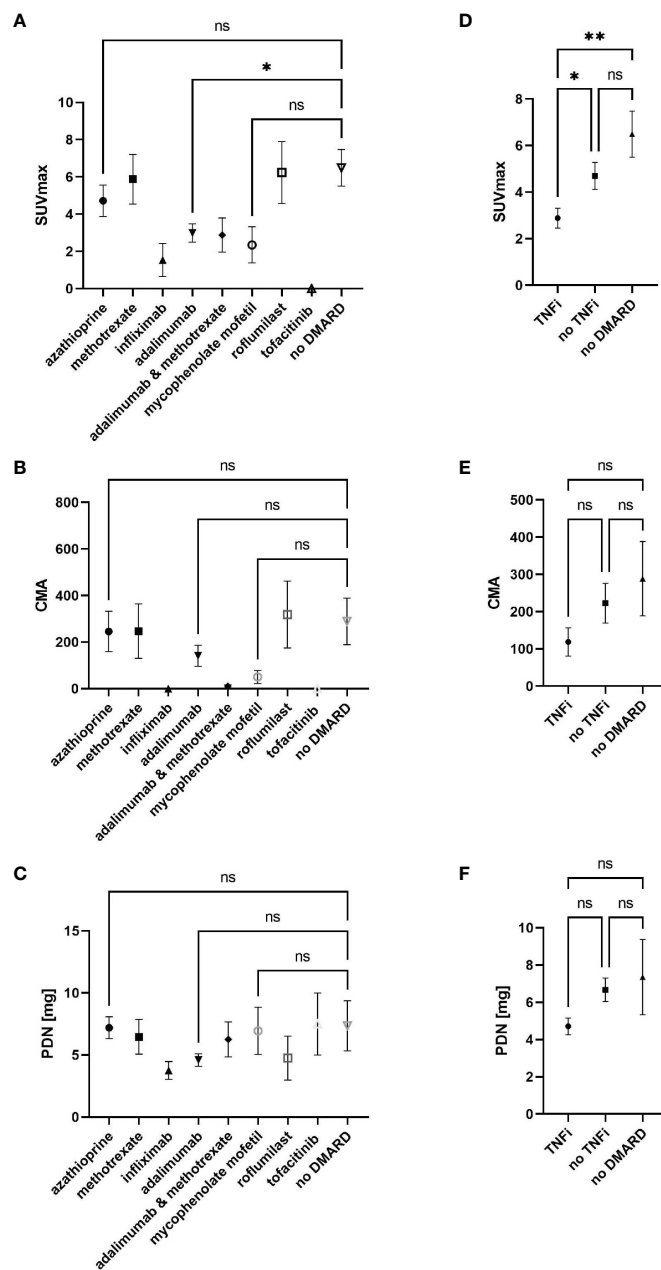 A
ns
*
ns
10
8
6
4
2
0
SUVmax
azathioprine
methotrexate
infliximab
adalimumab
adalimumab & methotrexate
mycophenolate mofetil
roflumilast
tofacitinib
no DMARD
D
**
*
ns
8
6
4
2
0
SUVmax
TNFi
no TNFi
no DMARD
B
ns
ns
ns
800
600
400
200
0
CMA
azathioprine
methotrexate
infliximab
adalimumab
adalimumab & methotrexate
mycophenolate mofetil
roflumilast
tofacitinib
no DMARD
E
ns
ns
ns
500
400
300
200
100
0
CMA
TNFi
no TNFi
no DMARD
C
ns
ns
ns
15
10
5
0
PDN [mg]
azathioprine
methotrexate
infliximab
adalimumab
adalimumab & methotrexate
mycophenolate mofetil
roflumilast
tofacitinib
no DMARD
F
ns
ns
ns
10
8
6
4
2
0
PDN [mg]
TNFi
no TNFi
no DMARD